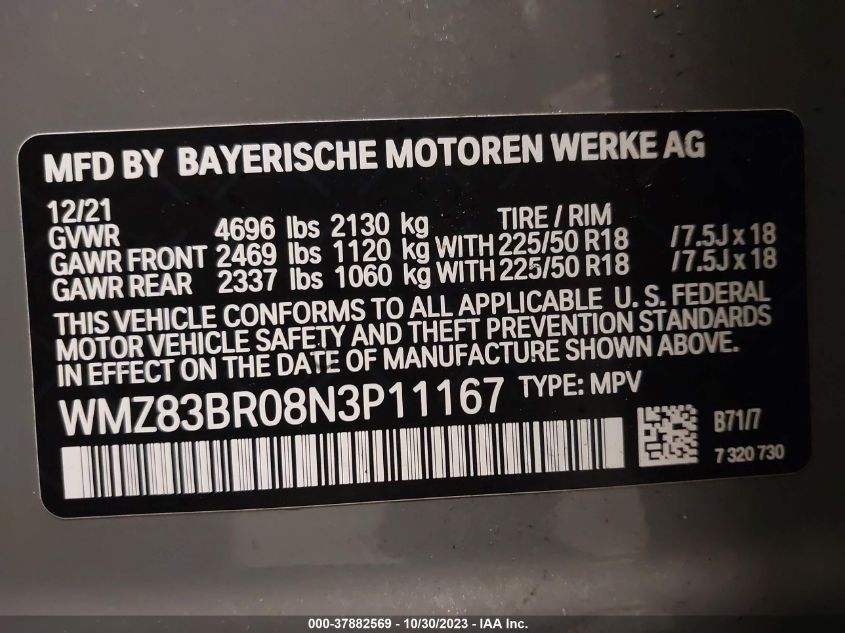 MFD BY BAYERISCHE MOTOREN WERKE AG
12/21 TIRE / RIM
GVWR 4696 lbs 2130 kg
GAWR FRONT 2469 lbs 1120 kg WITH 225/50 R18 /7.5J x 18
GAWR REAR 2337 lbs 1060 kg WITH 225/50 R18 /7.5J x 18
THIS VEHICLE CONFORMS TO ALL APPLICABLE U. S. FEDERAL
MOTOR VEHICLE SAFETY AND THEFT PREVENTION STANDARDS
IN EFFECT ON THE DATE OF MANUFACTURE SHOWN ABOVE.
WMZ83BR08N3P11167 TYPE: MPV
B71/7
7 320 730
000-37882569 | 10/30/2023 | IAA Inc.